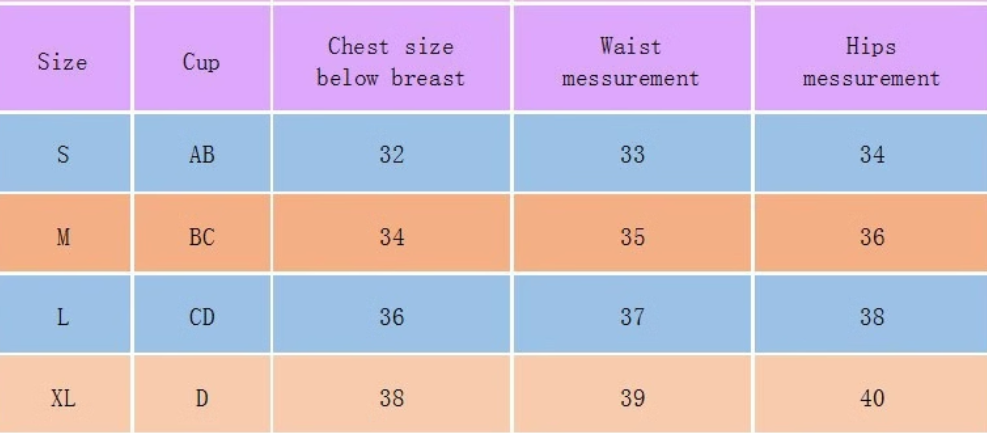 Size Cup Chest size below breast Waist messurement Hips messurement
S AB 32 33 34
M BC 34 35 36
L CD 36 37 38
XL D 38 39 40